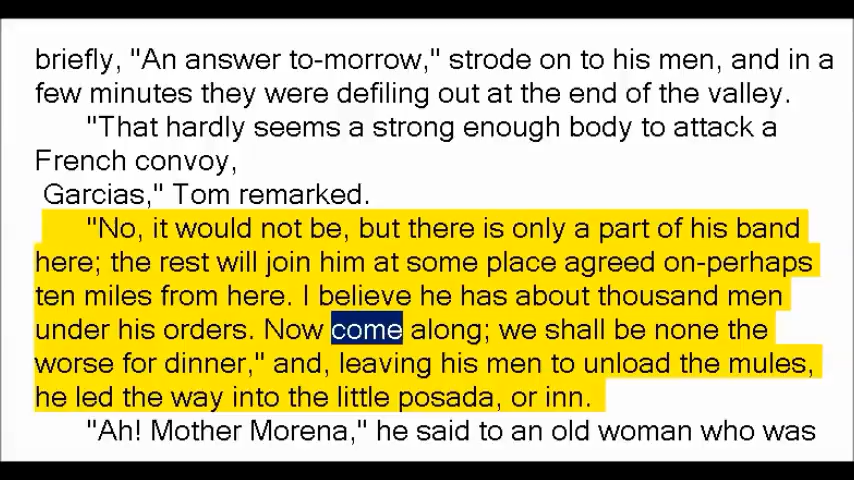 briefly, "An answer to-morrow," strode on to his men, and in a
few minutes they were defiling out at the end of the valley.
"That hardly seems a strong enough body to attack a
French convoy,
Garcias," Tom remarked.
"No, it would not be, but there is only a part of his band
here; the rest will join him at some place agreed on-perhaps
ten miles from here. I believe he has about thousand men
under his orders. Now come along; we shall be none the
worse for dinner," and, leaving his men to unload the mules,
he led the way into the little posada, or inn.
"Ah! Mother Morena," he said to an old woman who was